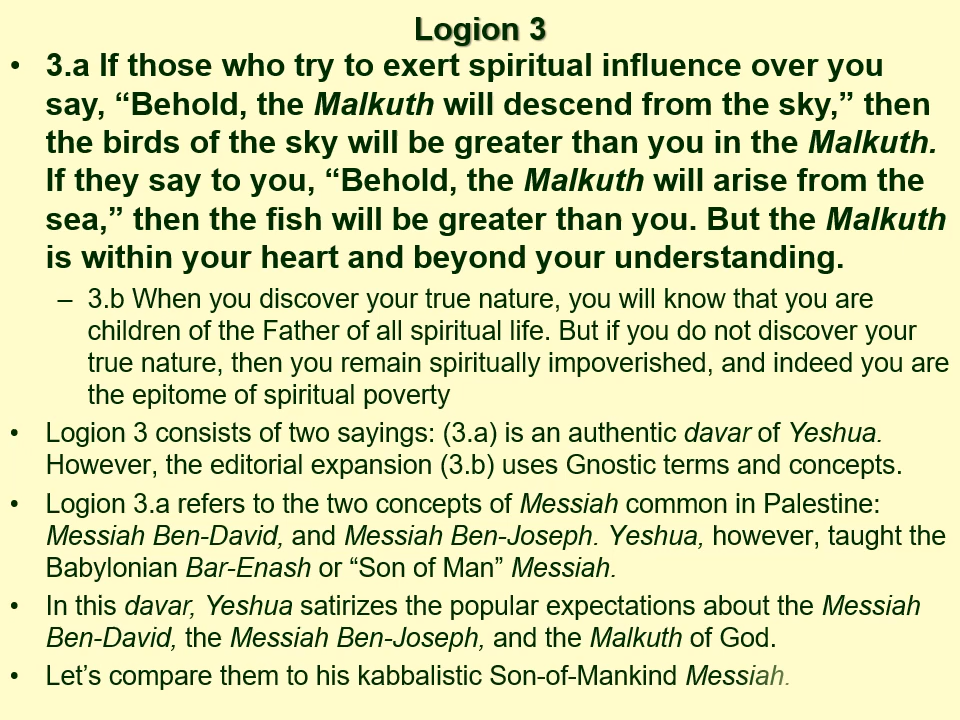 Logion 3
• 3.a If those who try to exert spiritual influence over you
say, “Behold, the Malkuth will descend from the sky,” then
the birds of the sky will be greater than you in the Malkuth.
If they say to you, “Behold, the Malkuth will arise from the
sea,” then the fish will be greater than you. But the Malkuth
is within your heart and beyond your understanding.
– 3.b When you discover your true nature, you will know that you are
children of the Father of all spiritual life. But if you do not discover your
true nature, then you remain spiritually impoverished, and indeed you are
the epitome of spiritual poverty
• Logion 3 consists of two sayings: (3.a) is an authentic davar of Yeshua.
However, the editorial expansion (3.b) uses Gnostic terms and concepts.
• Logion 3.a refers to the two concepts of Messiah common in Palestine:
Messiah Ben-David, and Messiah Ben-Joseph. Yeshua, however, taught the
Babylonian Bar-Enash or “Son of Man” Messiah.
• In this davar, Yeshua satirizes the popular expectations about the Messiah
Ben-David, the Messiah Ben-Joseph, and the Malkuth of God.
• Let’s compare them to his kabbalistic Son-of-Mankind Messiah.